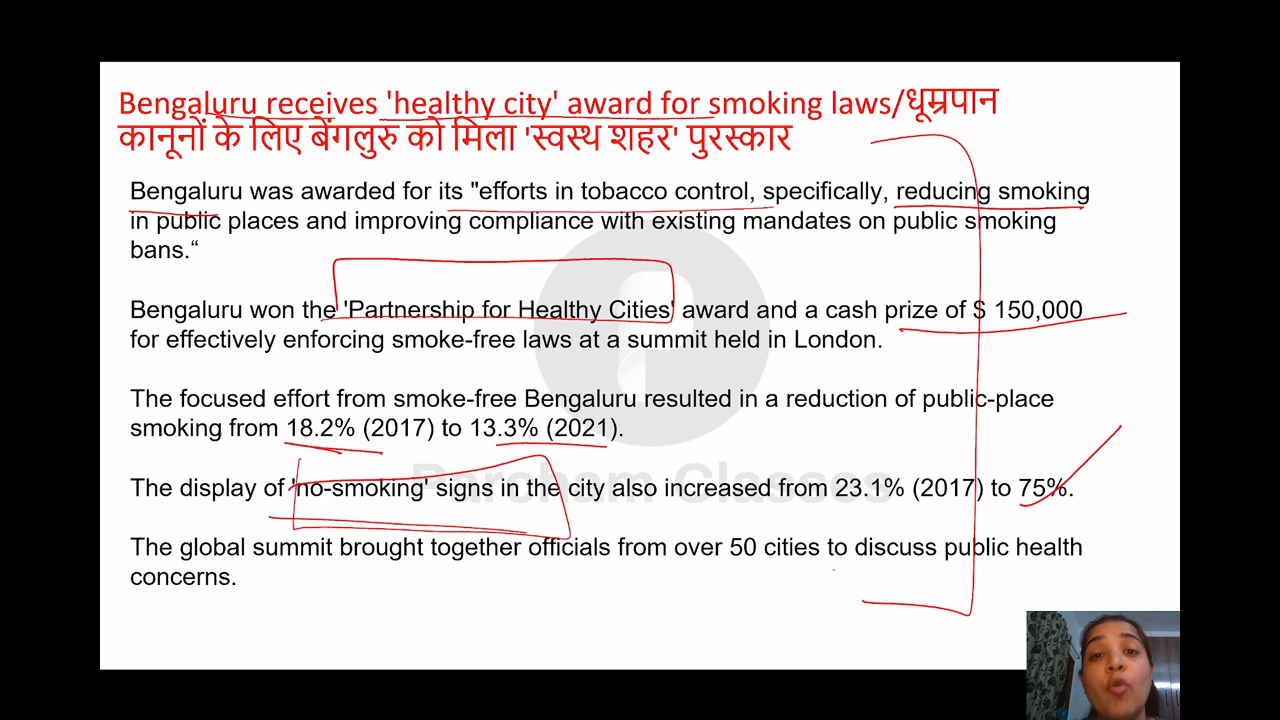 Bengaluru receives 'healthy city' award for smoking laws/धूम्रपान
कानूनों के लिए बेंगलुरु को मिला 'स्वस्थ शहर' पुरस्कार
Bengaluru was awarded for its "efforts in tobacco control, specifically, reducing smoking
in public places and improving compliance with existing mandates on public smoking
bans.“
Bengaluru won the 'Partnership for Healthy Cities' award and a cash prize of $ 150,000
for effectively enforcing smoke-free laws at a summit held in London.
The focused effort from smoke-free Bengaluru resulted in a reduction of public-place
smoking from 18.2% (2017) to 13.3% (2021).
Parcham Classes
The display of 'no-smoking' signs in the city also increased from 23.1% (2017) to 75%.
The global summit brought together officials from over 50 cities to discuss public health
concerns.